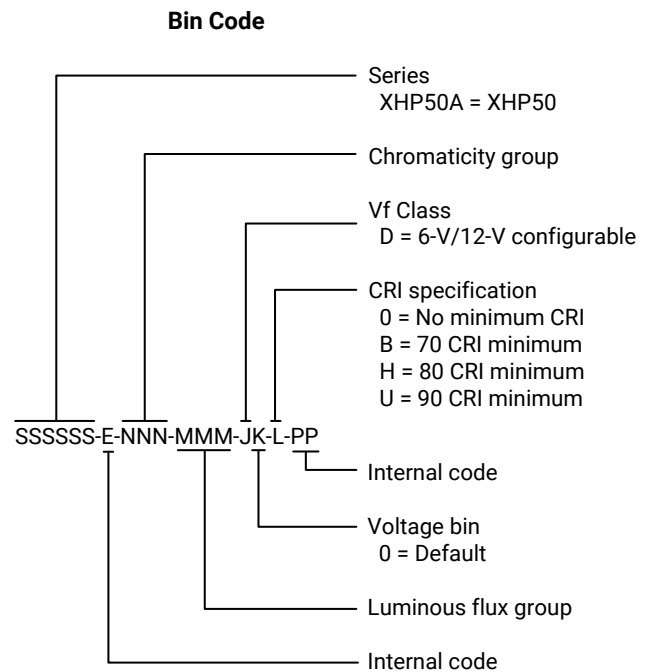 Bin Code
Series
XHP50A = XHP50
Chromaticity group
Vf Class
D = 6-V/12-V configurable
CRI specification
0 = No minimum CRI
B = 70 CRI minimum
H = 80 CRI minimum
U = 90 CRI minimum
SSSSSS-E-NNN-MMM-JK-L-PP
Internal code
Voltage bin
0 = Default
Luminous flux group
Internal code